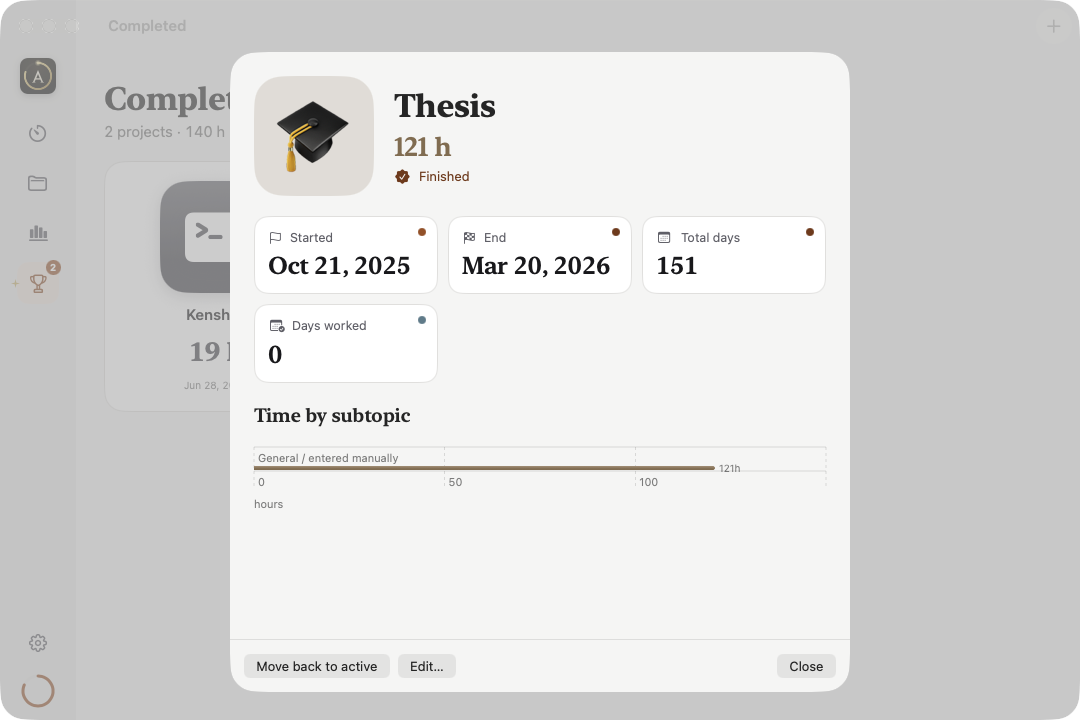 Completed
A
Complet
2 projects · 140 h
2
>_
Kensh
19
Jun 28, 2
Thesis
121 h
Finished
Started
Oct 21, 2025
End
Mar 20, 2026
Total days
151
Days worked
0
Time by subtopic
General / entered manually
121h
0
50
100
hours
Move back to active
Edit...
Close